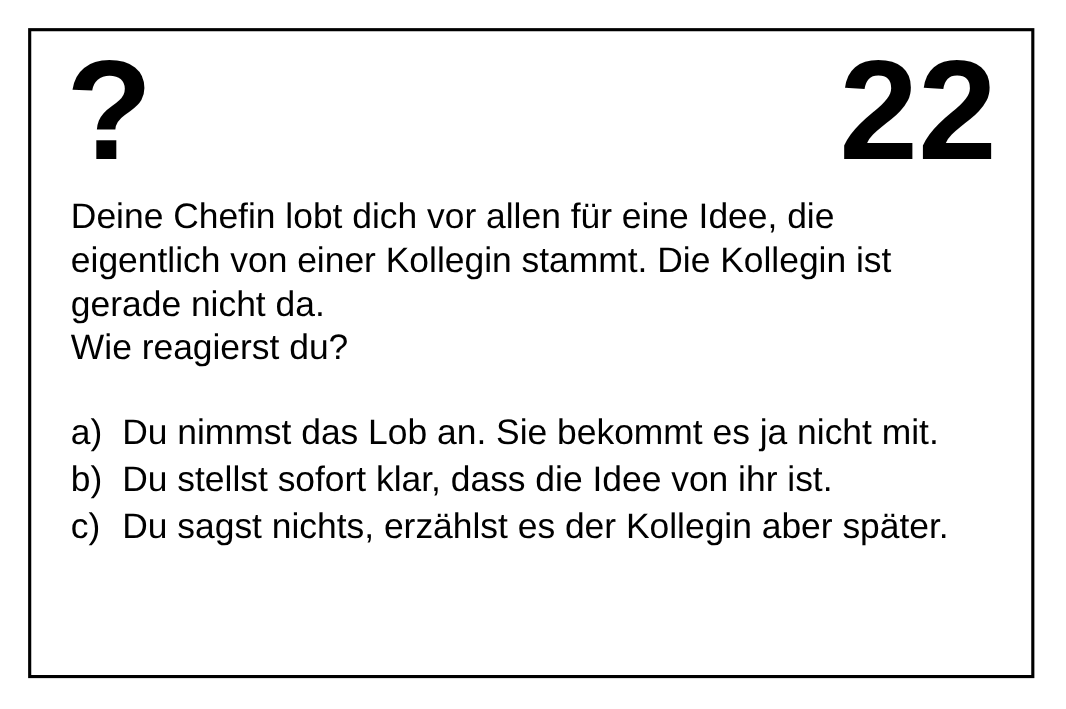 ? 22
Deine Chefin lobt dich vor allen für eine Idee, die
eigentlich von einer Kollegin stammt. Die Kollegin ist
gerade nicht da.
Wie reagierst du?
a) Du nimmst das Lob an. Sie bekommt es ja nicht mit.
b) Du stellst sofort klar, dass die Idee von ihr ist.
c) Du sagst nichts, erzählst es der Kollegin aber später.